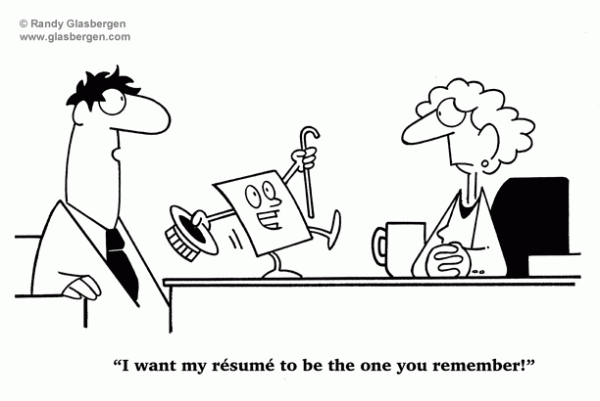 © Randy Glasbergen
www.glasbergen.com
“I want my résumé to be the one you remember!”